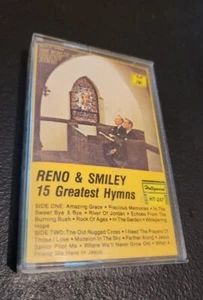 RENO & SMILEY
15 Greatest Hymns
Hollywood
HT-247
SIDE ONE: Amazing Grace • Precious Memories • In The
Sweet Bye & Bye • River Of Jordan • Echoes From The
Burning Bush • Rock Of Ages • In The Garden • Whispering
Hope
SIDE TWO: The Old Rugged Cross • I Need The Prayers Of
Those I Love • Mansion In The Sky • Farther Along • Jesus
Savior Pilot Me • Where We'll Never Grow Old • What A
Friend We Have In Jesus